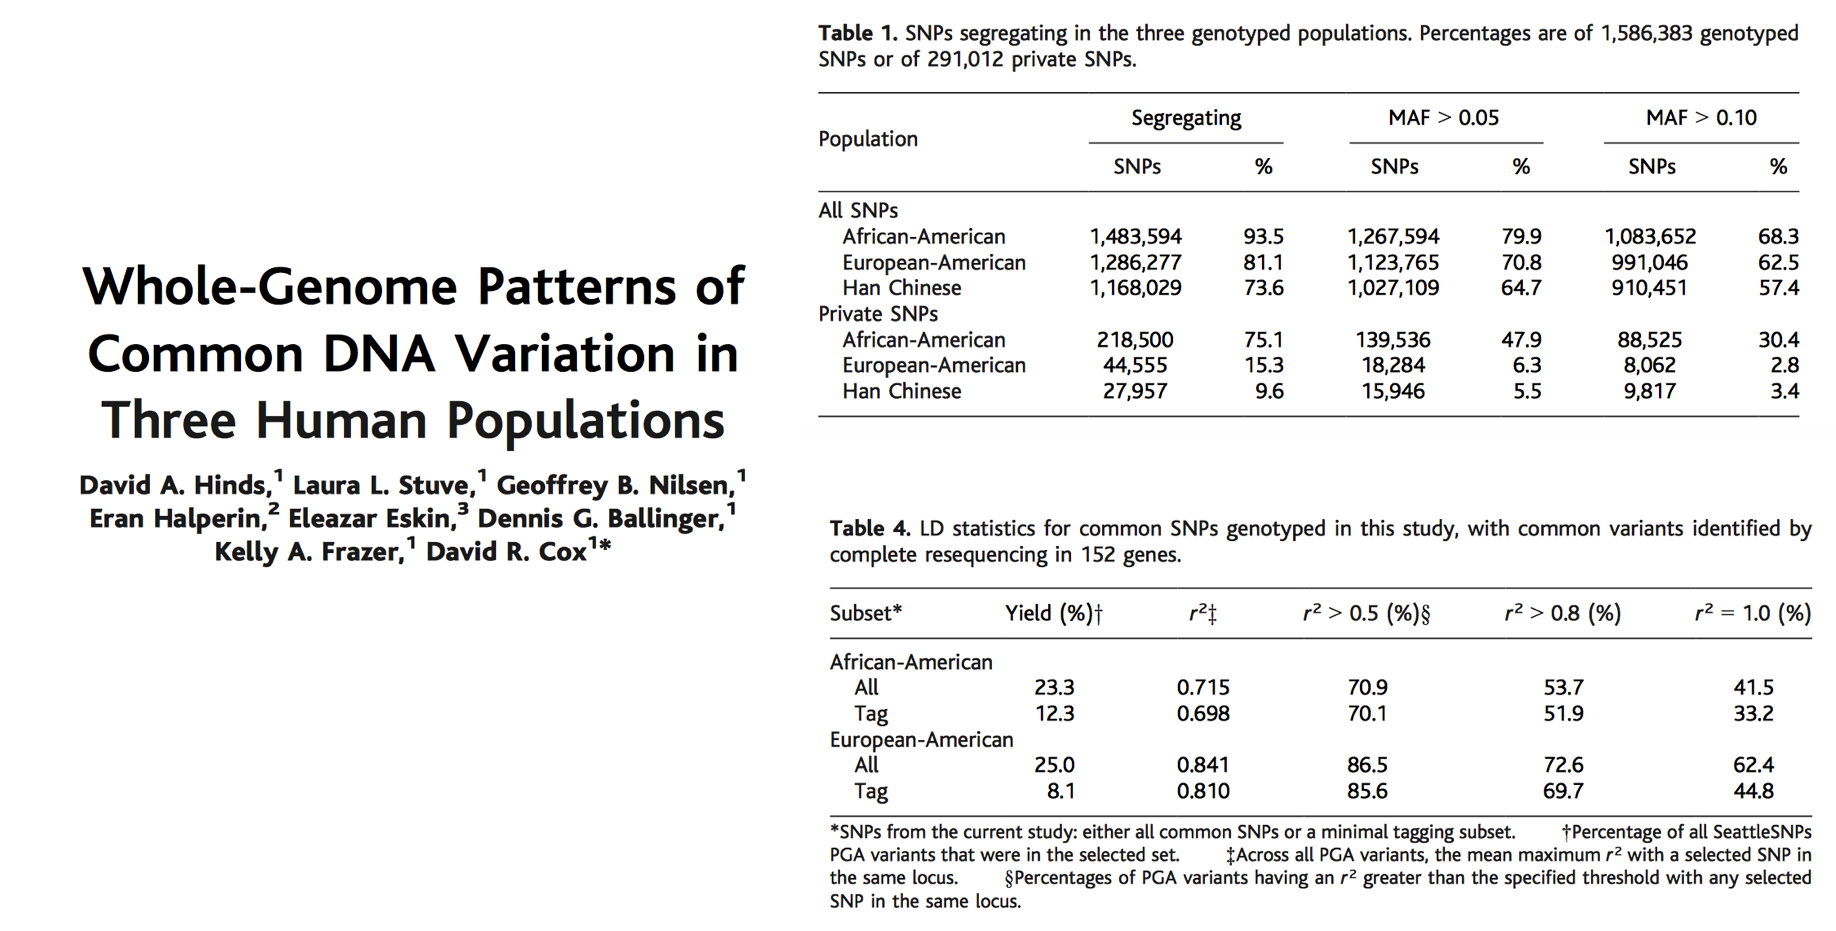 Whole-Genome Patterns of
Common DNA Variation in
Three Human Populations
David A. Hinds,¹ Laura L. Stuve,¹ Geoffrey B. Nilsen,¹
Eran Halperin,² Eleazar Eskin,³ Dennis G. Ballinger,¹
Kelly A. Frazer,¹ David R. Cox¹*
Table 1. SNPs segregating in the three genotyped populations. Percentages are of 1,586,383 genotyped
SNPs or of 291,012 private SNPs.
Population Segregating MAF > 0.05 MAF > 0.10
SNPs % SNPs % SNPs %
All SNPs
African-American 1,483,594 93.5 1,267,594 79.9 1,083,652 68.3
European-American 1,286,277 81.1 1,123,765 70.8 991,046 62.5
Han Chinese 1,168,029 73.6 1,027,109 64.7 910,451 57.4
Private SNPs
African-American 218,500 75.1 139,536 47.9 88,525 30.4
European-American 44,555 15.3 18,284 6.3 8,062 2.8
Han Chinese 27,957 9.6 15,946 5.5 9,817 3.4
Table 4. LD statistics for common SNPs genotyped in this study, with common variants identified by
complete resequencing in 152 genes.
Subset* Yield (%)† r²‡ r² > 0.5 (%)§ r² > 0.8 (%) r² = 1.0 (%)
African-American
All 23.3 0.715 70.9 53.7 41.5
Tag 12.3 0.698 70.1 51.9 33.2
European-American
All 25.0 0.841 86.5 72.6 62.4
Tag 8.1 0.810 85.6 69.7 44.8
*SNPs from the current study: either all common SNPs or a minimal tagging subset. †Percentage of all SeattleSNPs
PGA variants that were in the selected set. ‡Across all PGA variants, the mean maximum r² with a selected SNP in
the same locus. §Percentages of PGA variants having an r² greater than the specified threshold with any selected
SNP in the same locus.